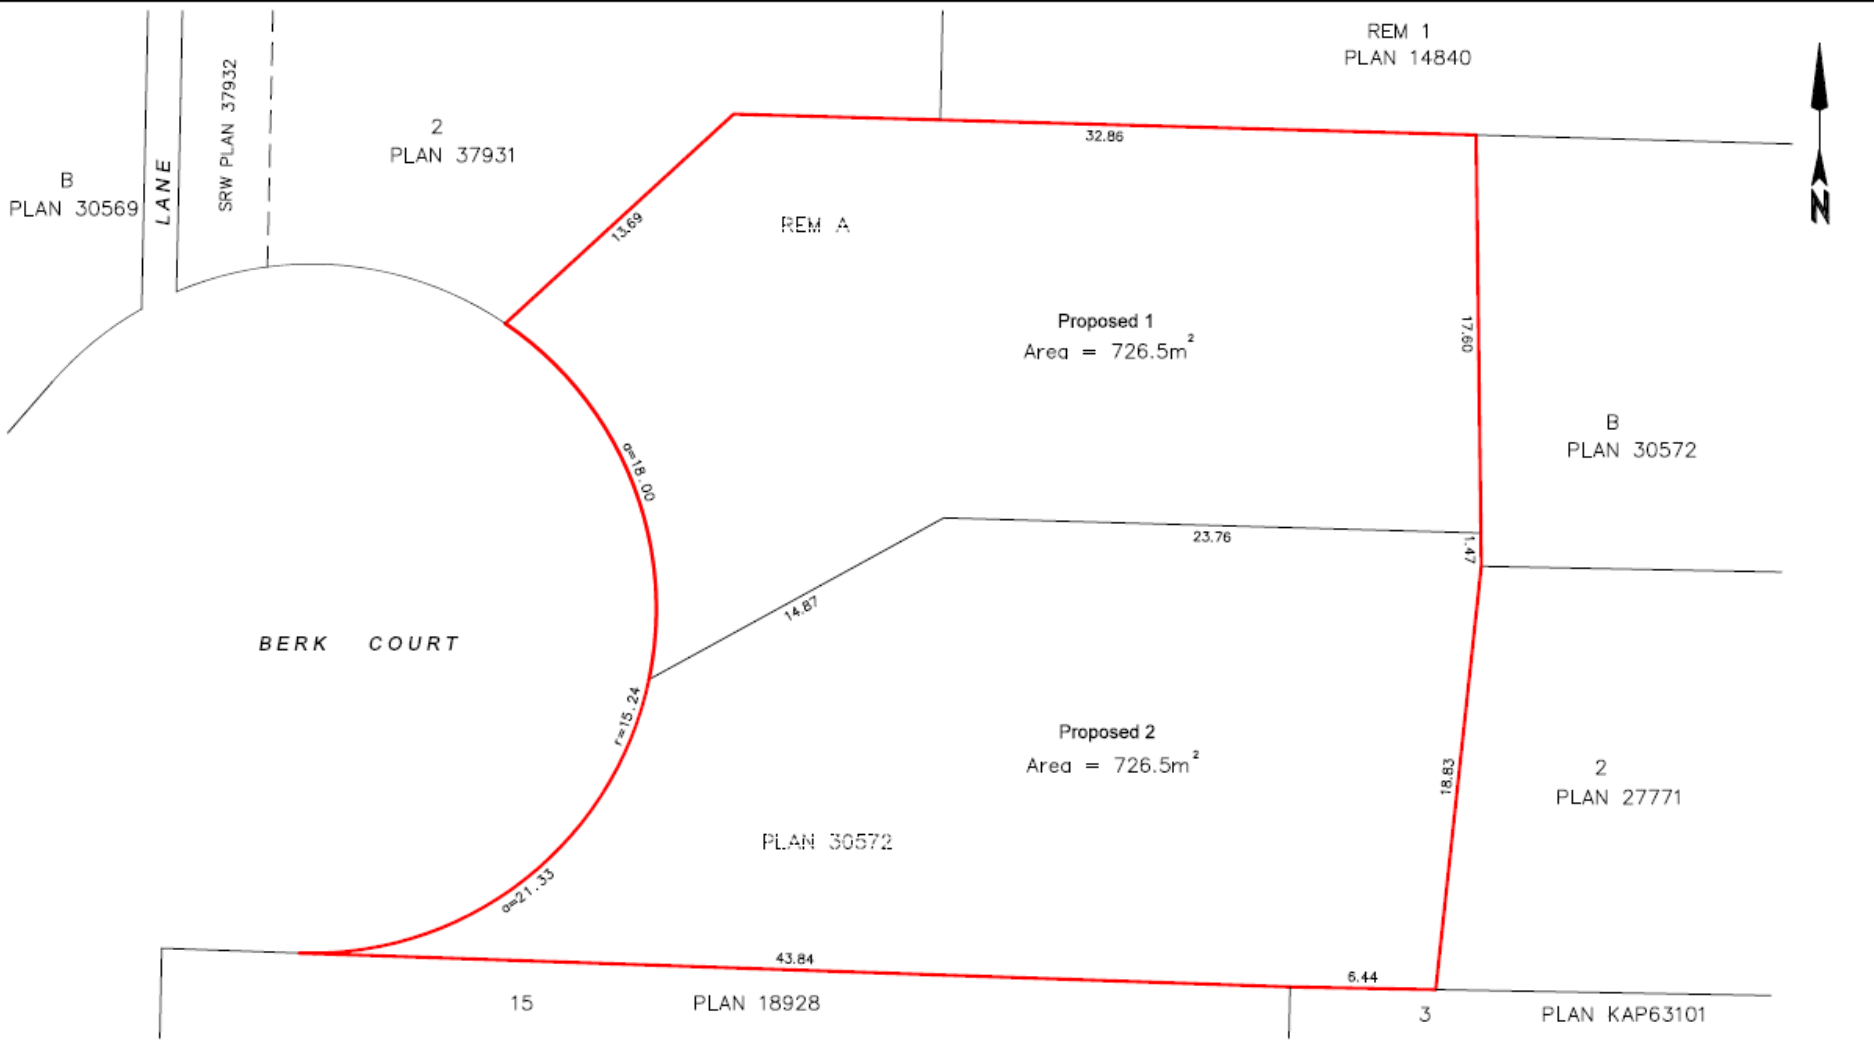 REM 1
PLAN 14840
SRW PLAN 37932
2
PLAN 37931
32.86
LANE
B
PLAN 30569
N
13.69
REM A
Proposed 1
Area = 726.5m²
17.60
B
PLAN 30572
a=18.00
23.76
1.47
14.87
BERK COURT
r=15.24
Proposed 2
Area = 726.5m²
18.83
2
PLAN 27771
PLAN 30572
a=21.33
43.84
6.44
15
PLAN 18928
3
PLAN KAP63101